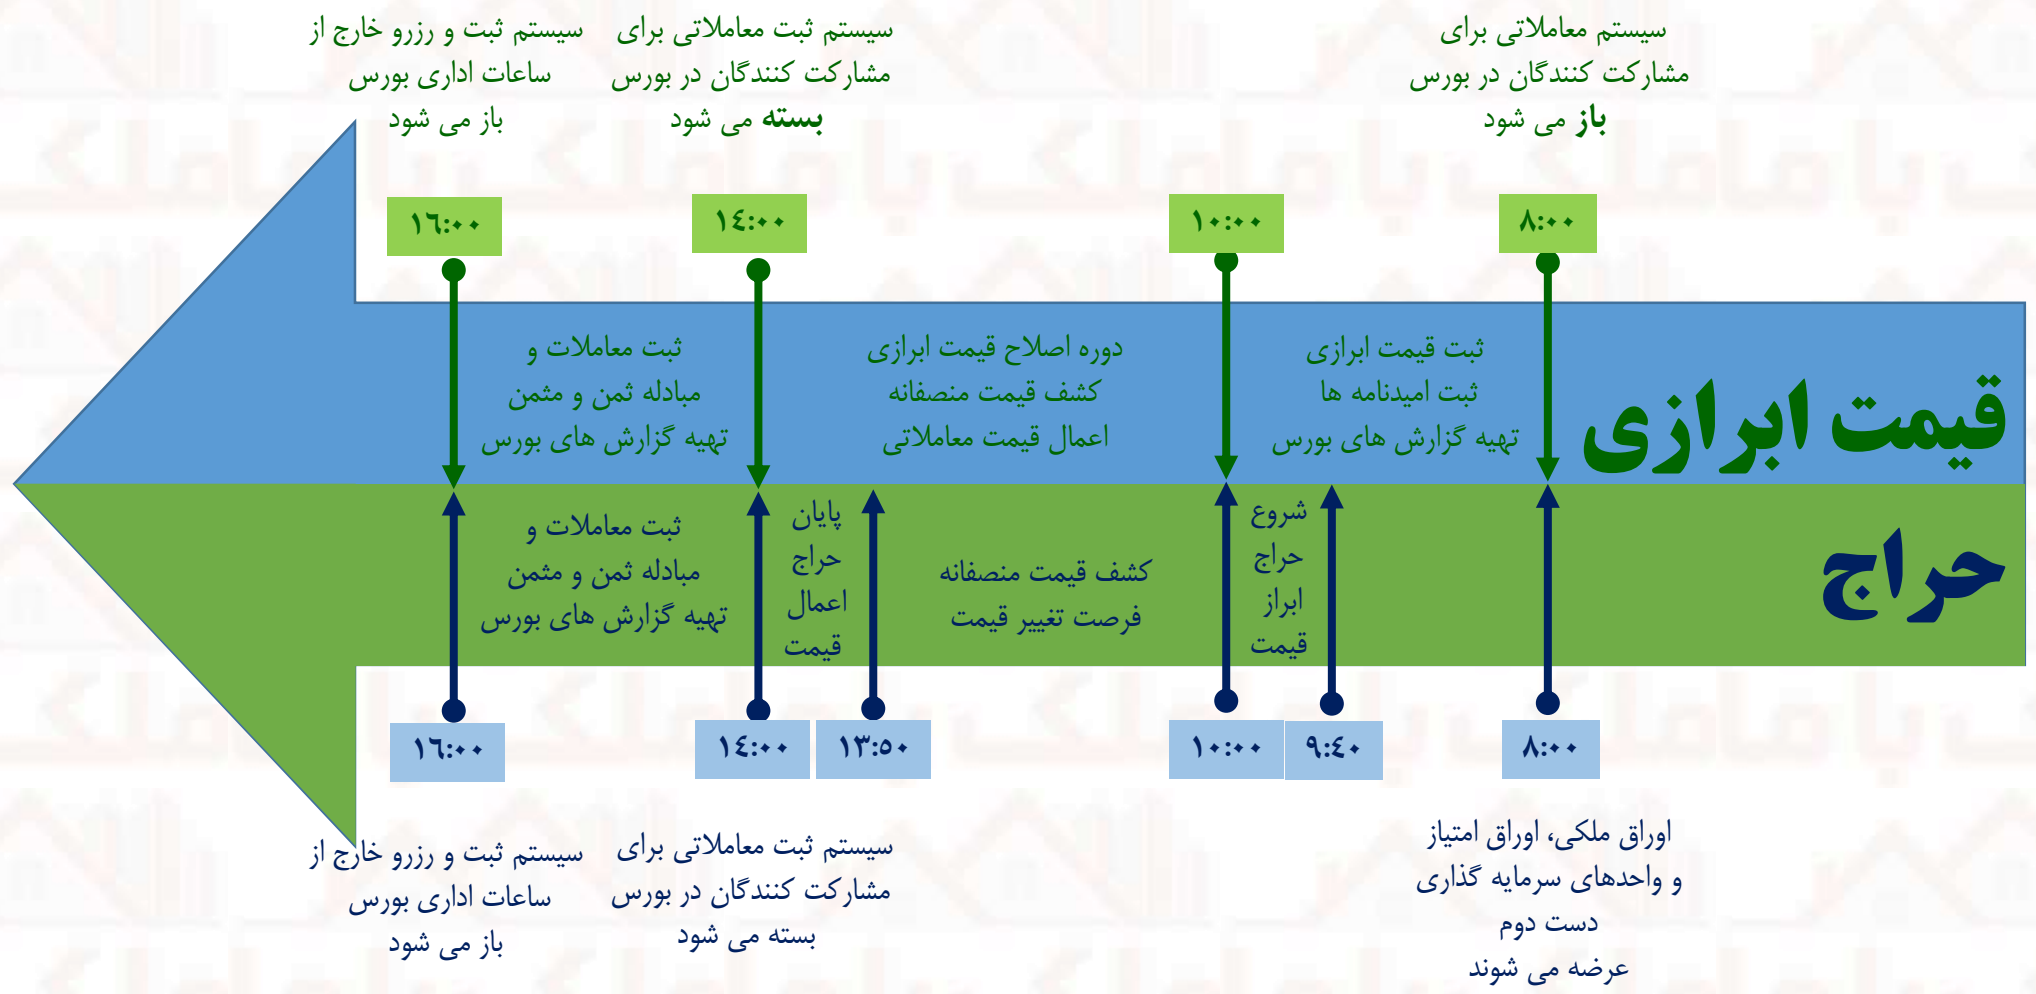 سیستم معاملاتی برای
مشارکت کنندگان در بورس
باز می شود
سیستم ثبت معاملاتی برای
مشارکت کنندگان در بورس
بسته می شود
سیستم ثبت و رزرو خارج از
ساعات اداری بورس
باز می شود
۸:۰۰
۱۰:۰۰
۱٤:۰۰
۱٦:۰۰
قیمت ابرازی
ثبت قیمت ابرازی
ثبت امیدنامه ها
تهیه گزارش های بورس
دوره اصلاح قیمت ابرازی
کشف قیمت منصفانه
اعمال قیمت معاملاتی
ثبت معاملات و
مبادله ثمن و مثمن
تهیه گزارش های بورس
حراج
شروع
حراج
ابراز
قیمت
کشف قیمت منصفانه
فرصت تغییر قیمت
پایان
حراج
اعمال
قیمت
ثبت معاملات و
مبادله ثمن و مثمن
تهیه گزارش های بورس
۸:۰۰
۹:٤۰
۱۰:۰۰
۱۳:۵۰
۱٤:۰۰
۱٦:۰۰
اوراق ملکی، اوراق امتیاز
و واحدهای سرمایه گذاری
دست دوم
عرضه می شوند
سیستم ثبت معاملاتی برای
مشارکت کنندگان در بورس
بسته می شود
سیستم ثبت و رزرو خارج از
ساعات اداری بورس
باز می شود